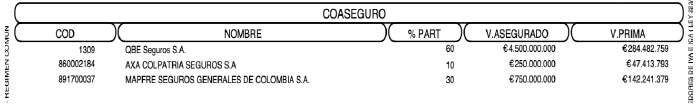 COASEGURO
COD NOMBRE % PART V.ASEGURADO V.PRIMA
1309 QBE Seguros S.A. 60 €4.500.000.000 €284.482.759
860002184 AXA COLPATRIA SEGUROS S.A 10 €250.000.000 €47.413.793
891700037 MAPFRE SEGUROS GENERALES DE COLOMBIA S.A. 30 €750.000.000 €142.241.379
- REGIMEN COMUN